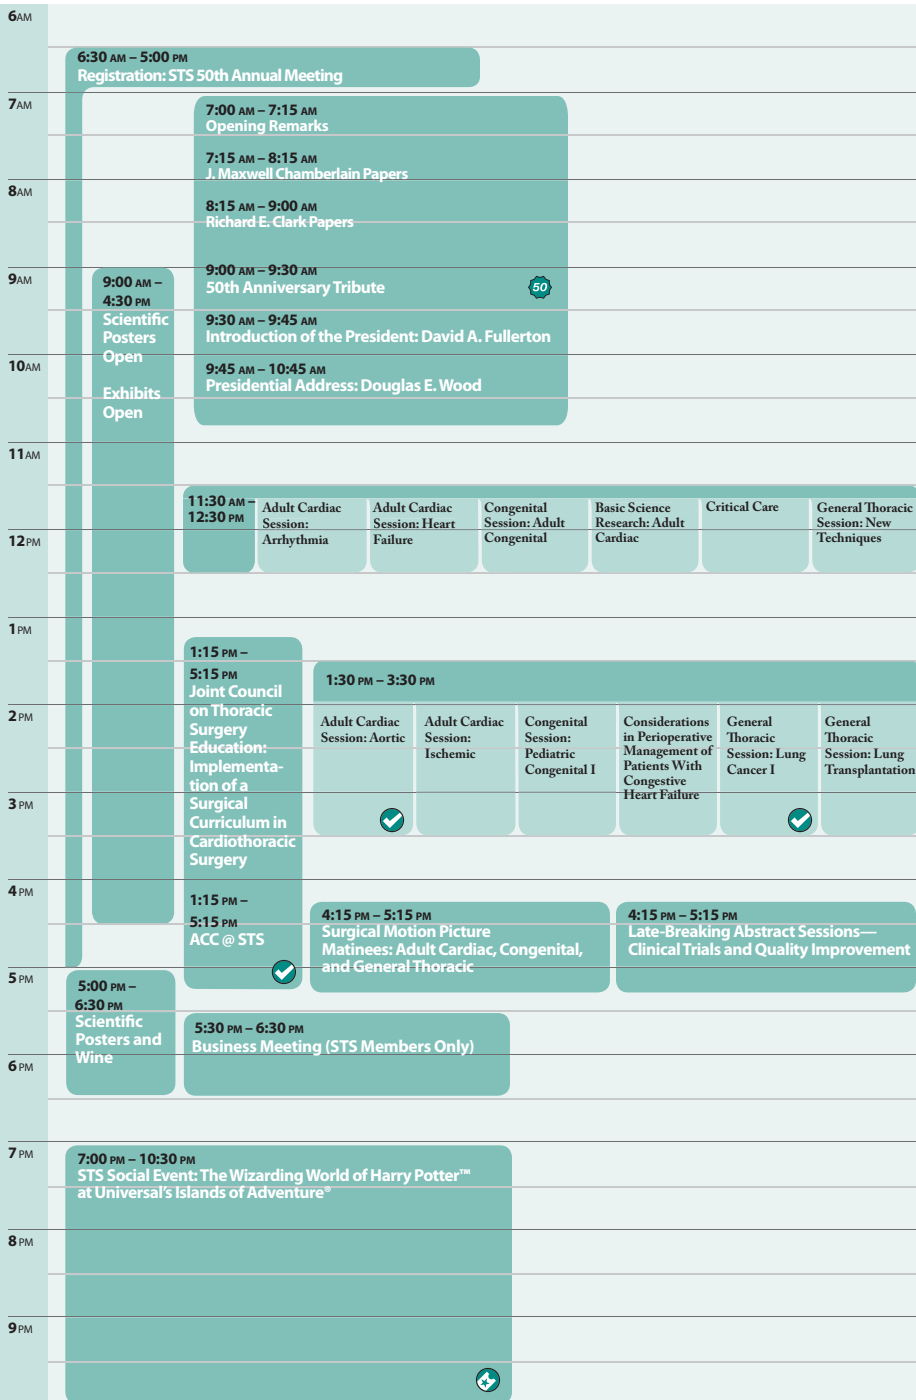 6AM
6:30 AM – 5:00 PM
Registration: STS 50th Annual Meeting
7AM
7:00 AM – 7:15 AM
Opening Remarks
7:15 AM – 8:15 AM
J. Maxwell Chamberlain Papers
8AM
8:15 AM – 9:00 AM
Richard E. Clark Papers
9AM
9:00 AM –
4:30 PM
Scientific
Posters
Open
Exhibits
Open
9:00 AM – 9:30 AM
50th Anniversary Tribute
50
9:30 AM – 9:45 AM
Introduction of the President: David A. Fullerton
10AM
9:45 AM – 10:45 AM
Presidential Address: Douglas E. Wood
11AM
11:30 AM –
12:30 PM
Adult Cardiac
Session:
Arrhythmia
Adult Cardiac
Session: Heart
Failure
Congenital
Session: Adult
Congenital
Basic Science
Research: Adult
Cardiac
Critical Care
General Thoracic
Session: New
Techniques
12PM
1PM
1:15 PM –
5:15 PM
Joint Council
on Thoracic
Surgery
Education:
Implementa-
tion of a
Surgical
Curriculum in
Cardiothoracic
Surgery
1:15 PM –
5:15 PM
ACC @ STS
1:30 PM – 3:30 PM
2PM
Adult Cardiac
Session: Aortic
Adult Cardiac
Session:
Ischemic
Congenital
Session:
Pediatric
Congenital I
Considerations
in Perioperative
Management of
Patients With
Congestive
Heart Failure
General
Thoracic
Session: Lung
Cancer I
General
Thoracic
Session: Lung
Transplantation
3PM
4PM
4:15 PM – 5:15 PM
Surgical Motion Picture
Matinees: Adult Cardiac, Congenital,
and General Thoracic
4:15 PM – 5:15 PM
Late-Breaking Abstract Sessions—
Clinical Trials and Quality Improvement
5PM
5:00 PM –
6:30 PM
Scientific
Posters and
Wine
5:30 PM – 6:30 PM
Business Meeting (STS Members Only)
6PM
7PM
7:00 PM – 10:30 PM
STS Social Event: The Wizarding World of Harry Potter™
at Universal's Islands of Adventure®
8PM
9PM